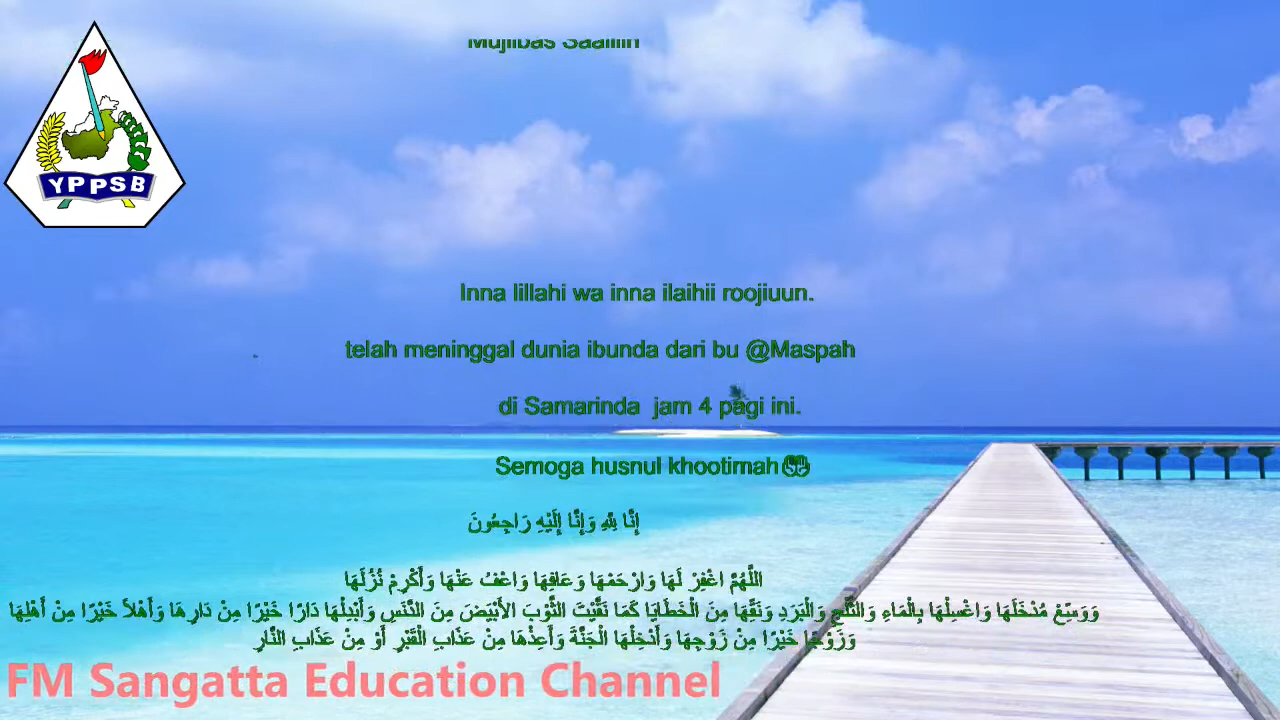 Mujiibas Saaliin
YPPSB
Inna lillahi wa inna ilaihii roojiuun.
telah meninggal dunia ibunda dari bu @Maspah
di Samarinda jam 4 pagi ini.
Semoga husnul khootimah
إِنَّا لِلَّهِ وَإِنَّا إِلَيْهِ رَاجِعُونَ
اللَّهُمَّ اغْفِرْ لَهَا وَارْحَمْهَا وَعَافِهَا وَاعْفُ عَنْهَا وَأَكْرِمْ نُزُلَهَا
وَوَسِّعْ مُدْخَلَهَا وَاغْسِلْهَا بِالْمَاءِ وَالثَّلْجِ وَالْبَرَدِ وَنَقِّهَا مِنَ الْخَطَايَا كَمَا نَقَّيْتَ الثَّوْبَ الأَبْيَضَ مِنَ الدَّنَسِ وَأَبْدِلْهَا دَارًا خَيْرًا مِنْ دَارِهَا وَأَهْلاً خَيْرًا مِنْ أَهْلِهَا
وَزَوْجًا خَيْرًا مِنْ زَوْجِهَا وَأَدْخِلْهَا الْجَنَّةَ وَأَعِذْهَا مِنْ عَذَابِ الْقَبْرِ أَوْ مِنْ عَذَابِ النَّارِ
FM Sangatta Education Channel